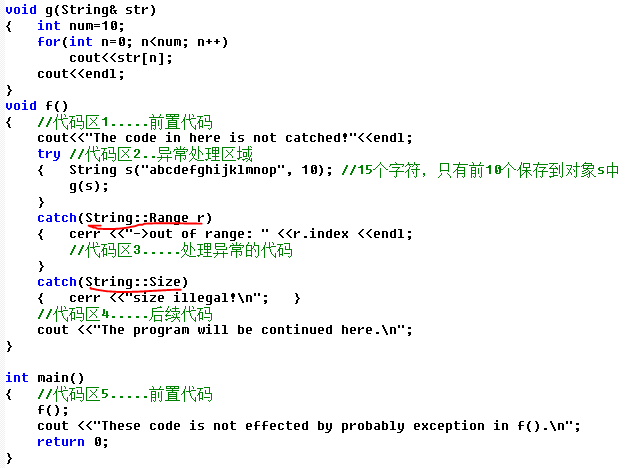 void g(String& str)
{   int num=10;
    for(int n=0; n<num; n++)
        cout<<str[n];
    cout<<endl;
}
void f()
{   //代码区1.....前置代码
    cout<<"The code in here is not catched!"<<endl;
    try //代码区2..异常处理区域
    {   String s("abcdefghijklmnop", 10); //15个字符，只有前10个保存到对象s中
        g(s);
    }
    catch(String::Range r)
    {   cerr <<"->out of range: " <<r.index <<endl;
        //代码区3.....处理异常的代码
    }
    catch(String::Size)
    {   cerr <<"size illegal!\n";   }
    //代码区4.....后续代码
    cout <<"The program will be continued here.\n";
}
int main()
{   //代码区5.....前置代码
    f();
    cout <<"These code is not effected by probably exception in f().\n";
    return 0;
}